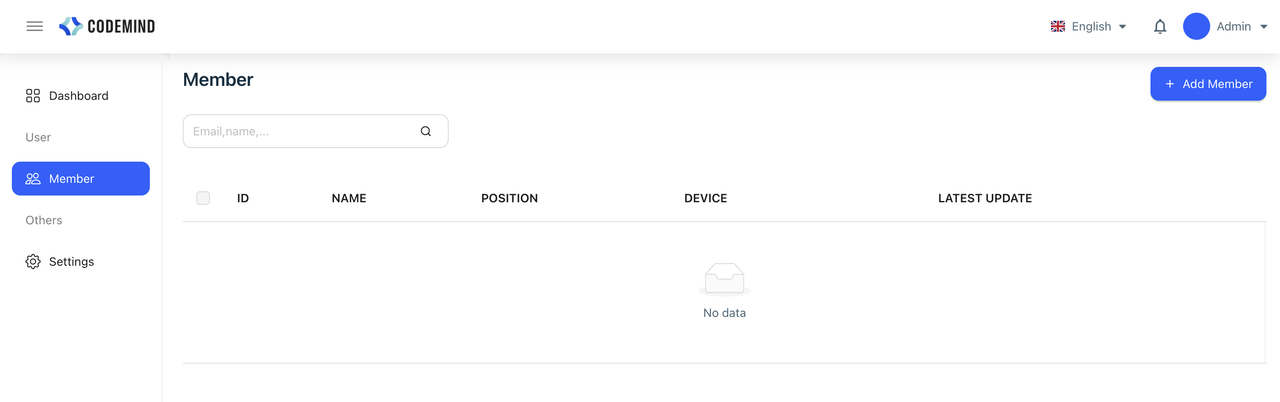 CODEMIND
English
Admin
Dashboard
User
Member
Others
Settings
Member
+ Add Member
Email,name,...
ID NAME POSITION DEVICE LATEST UPDATE
No data